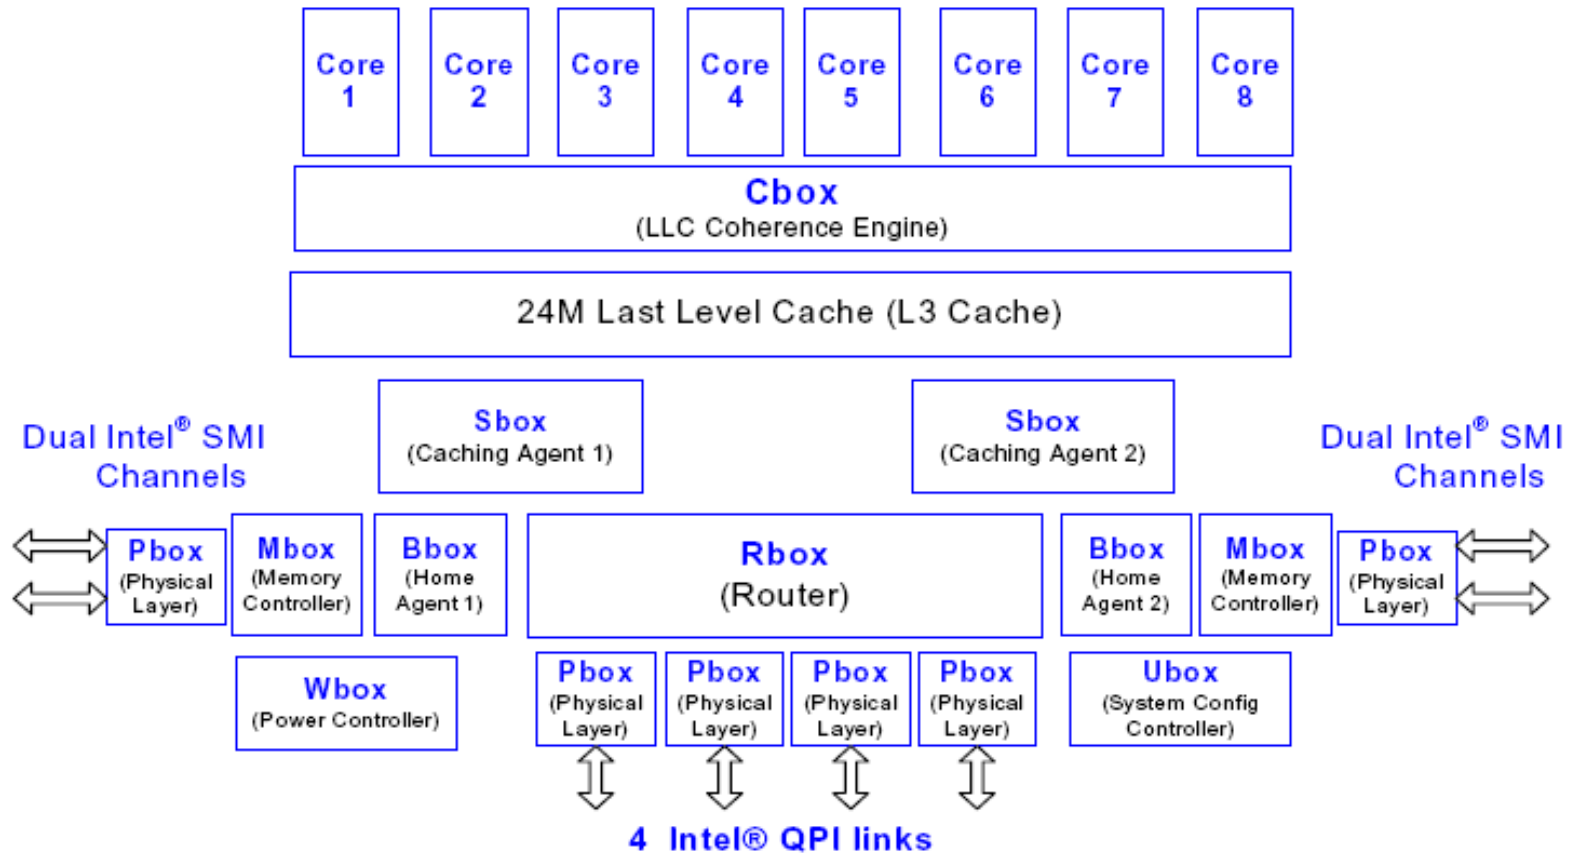 Core 1
Core 2
Core 3
Core 4
Core 5
Core 6
Core 7
Core 8
Cbox
(LLC Coherence Engine)
24M Last Level Cache (L3 Cache)
Sbox
(Caching Agent 1)
Sbox
(Caching Agent 2)
Dual Intel® SMI
Channels
Dual Intel® SMI
Channels
Pbox
(Physical
Layer)
Mbox
(Memory
Controller)
Bbox
(Home
Agent 1)
Rbox
(Router)
Bbox
(Home
Agent 2)
Mbox
(Memory
Controller)
Pbox
(Physical
Layer)
Wbox
(Power Controller)
Pbox
(Physical
Layer)
Pbox
(Physical
Layer)
Pbox
(Physical
Layer)
Pbox
(Physical
Layer)
Ubox
(System Config
Controller)
4 Intel® QPI links